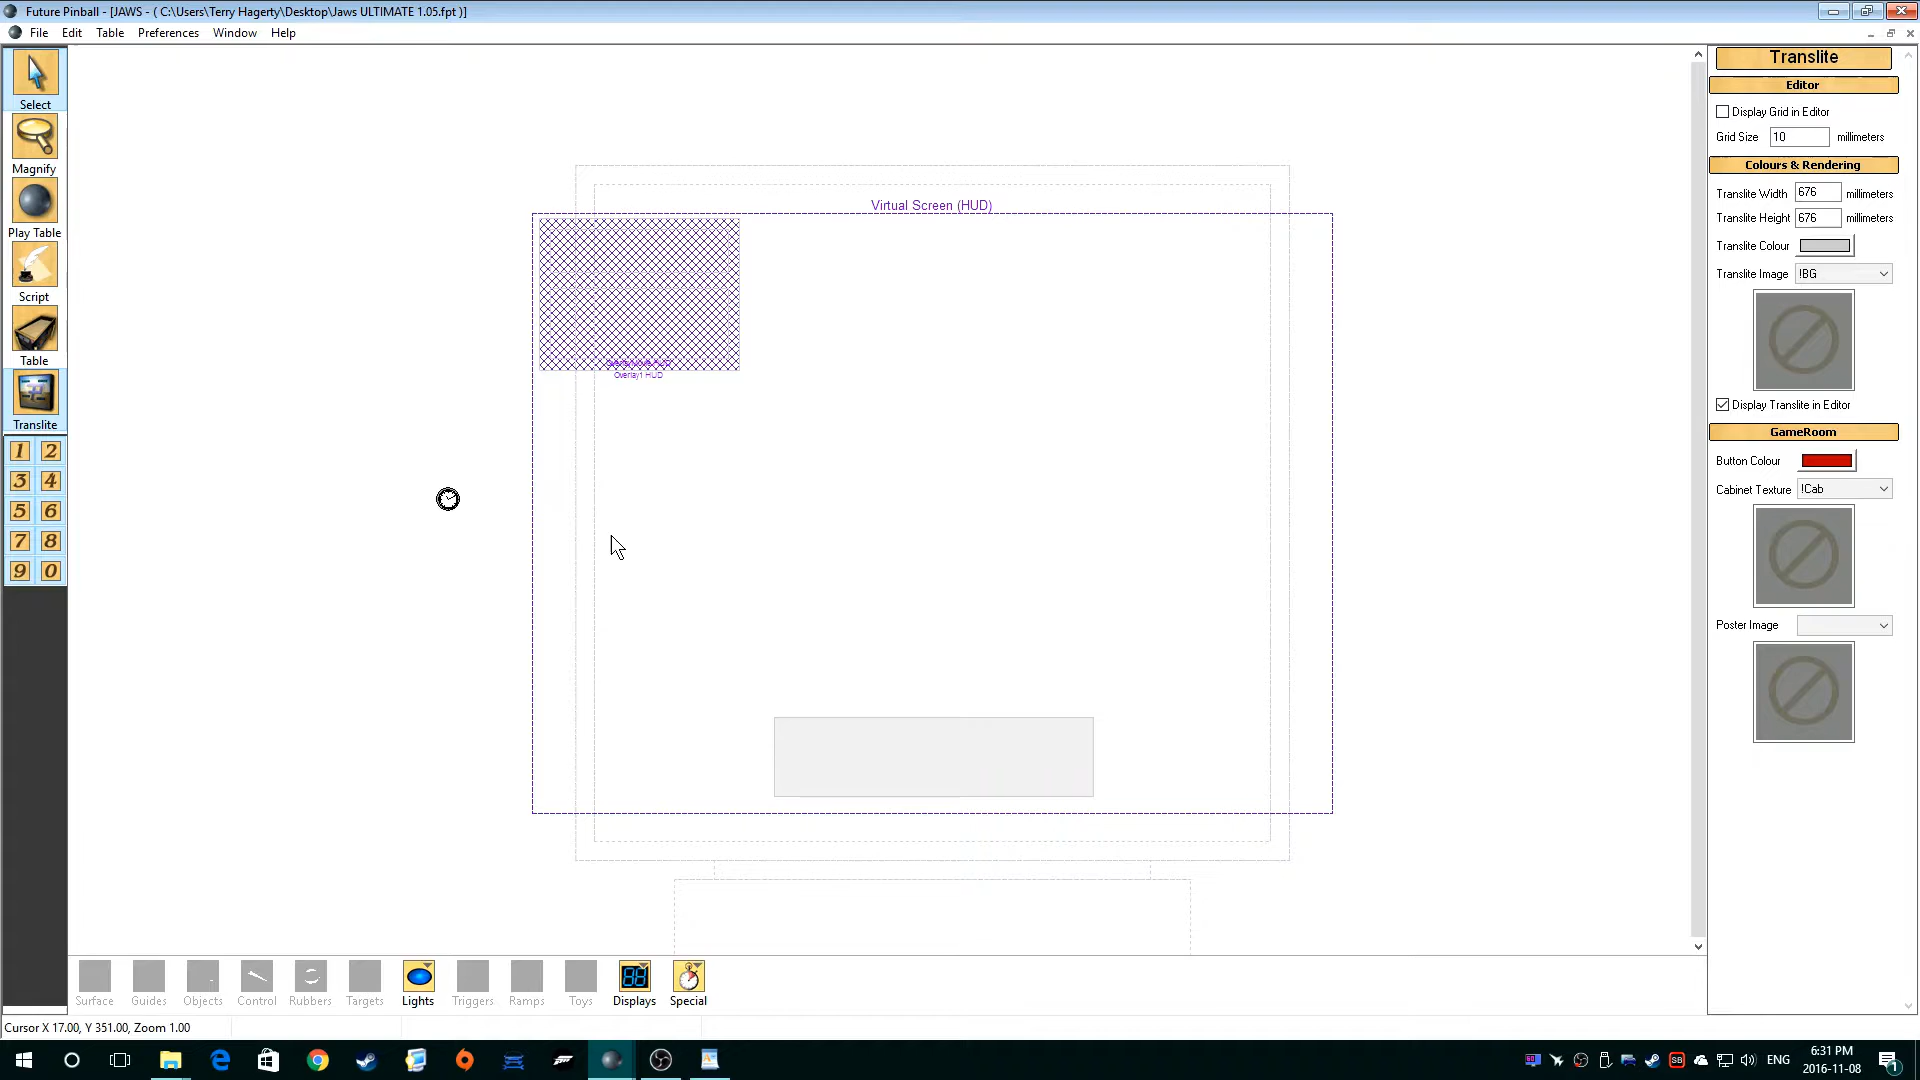 Future Pinball - [JAWS - ( C:\Users\Terry Hagerty\Desktop\Jaws ULTIMATE 1.05.fpt )]
File Edit Table Preferences Window Help
Select
Magnify
Play Table
Script
Table
Translite
1 2
3 4
5 6
7 8
9 0
Virtual Screen (HUD)
Overlay1 HUD
Surface Guides Objects Control Rubbers Targets Lights Triggers Ramps Toys Displays Special
Cursor X 17.00, Y 351.00, Zoom 1.00
Translite
Editor
Display Grid in Editor
Grid Size 10 millimeters
Colours & Rendering
Translite Width 676 millimeters
Translite Height 676 millimeters
Translite Colour
Translite Image !BG
Display Translite in Editor
GameRoom
Button Colour
Cabinet Texture !Cab
Poster Image
ENG
6:31 PM
2016-11-08
1